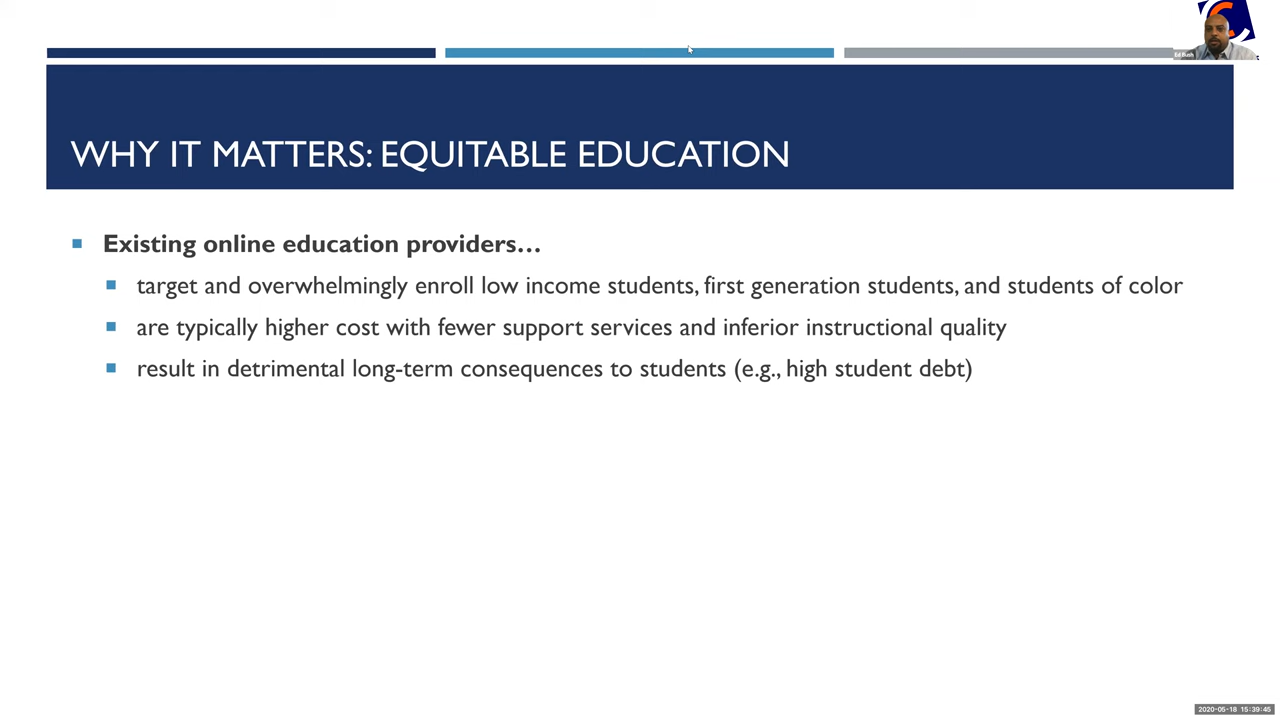 Ed Bush
WHY IT MATTERS: EQUITABLE EDUCATION
Existing online education providers…
target and overwhelmingly enroll low income students, first generation students, and students of color
are typically higher cost with fewer support services and inferior instructional quality
result in detrimental long-term consequences to students (e.g., high student debt)
2020-05-18 15:39:45